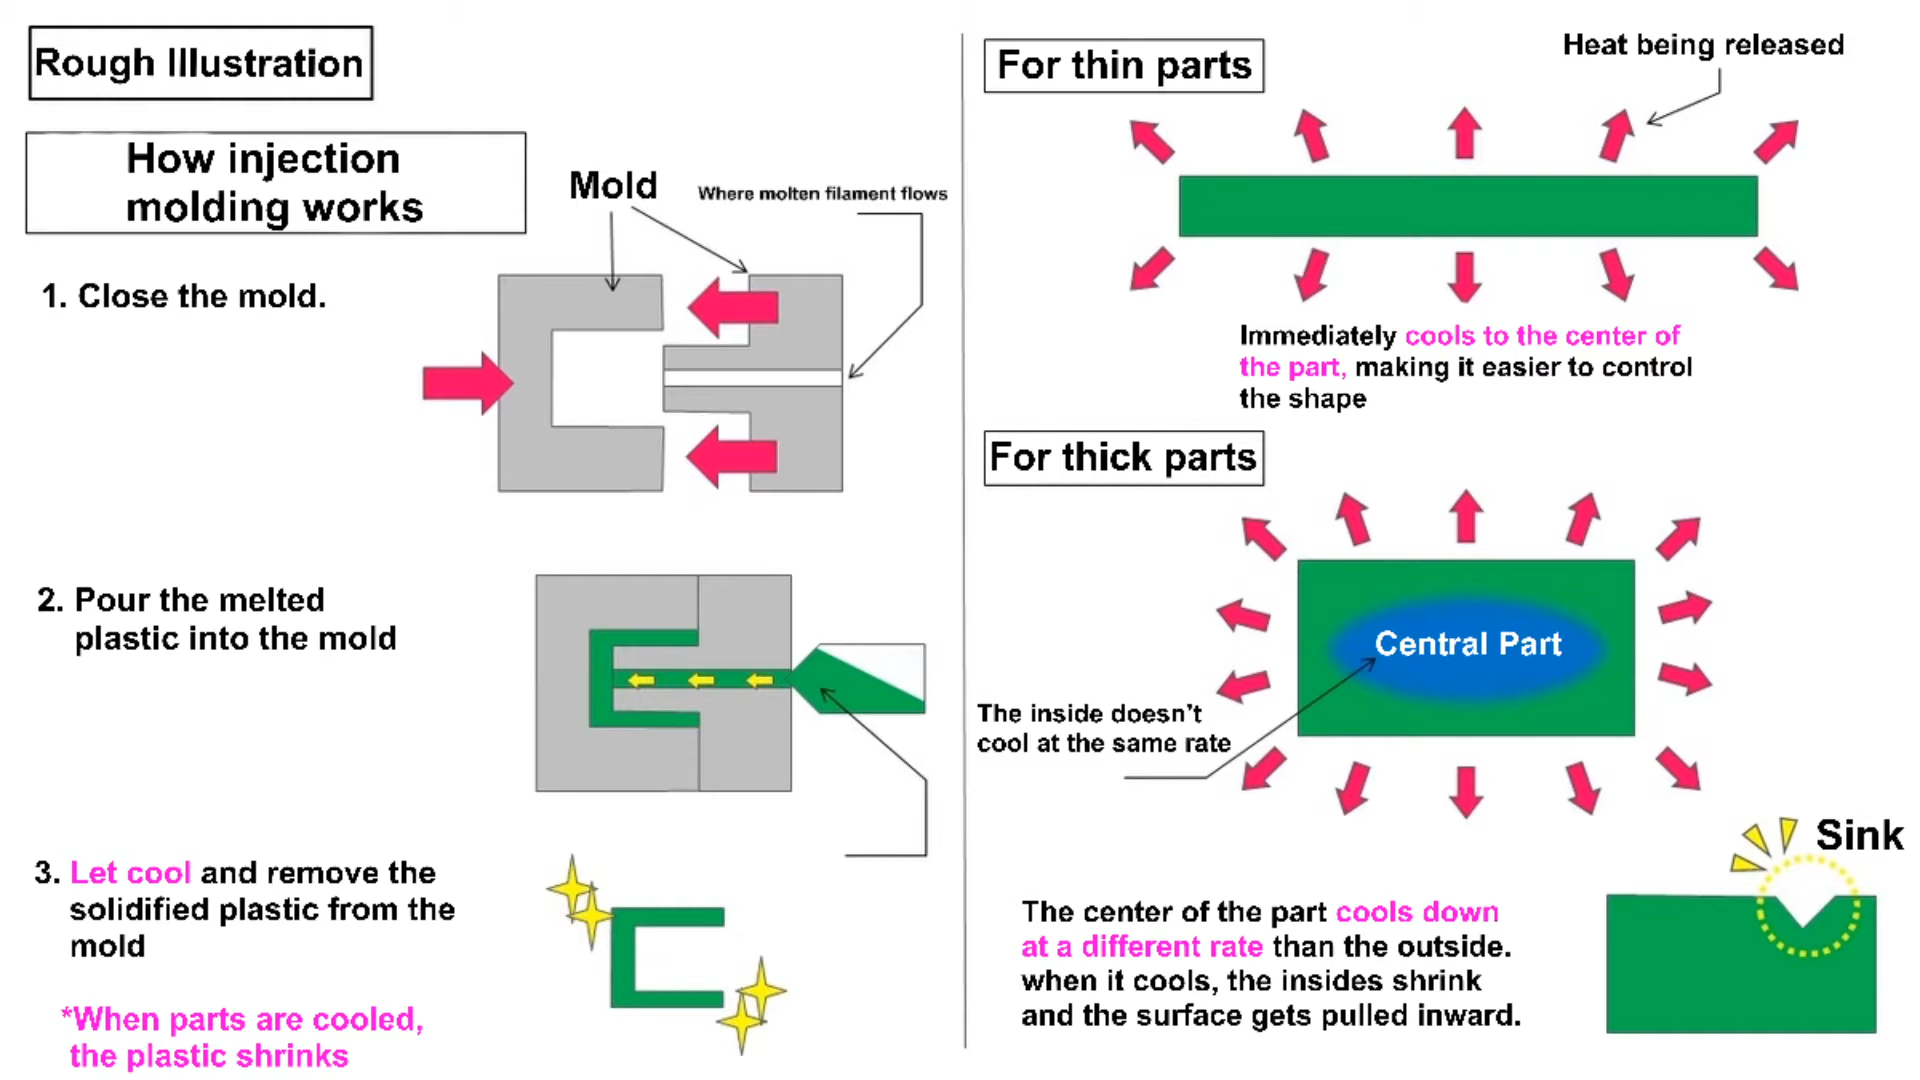 Rough Illustration
How injection
molding works
Mold
Where molten filament flows
1. Close the mold.
2. Pour the melted
plastic into the mold
3. Let cool and remove the
solidified plastic from the
mold
*When parts are cooled,
the plastic shrinks
For thin parts
Heat being released
Immediately cools to the center of
the part, making it easier to control
the shape
For thick parts
Central Part
The inside doesn't
cool at the same rate
Sink
The center of the part cools down
at a different rate than the outside.
when it cools, the insides shrink
and the surface gets pulled inward.